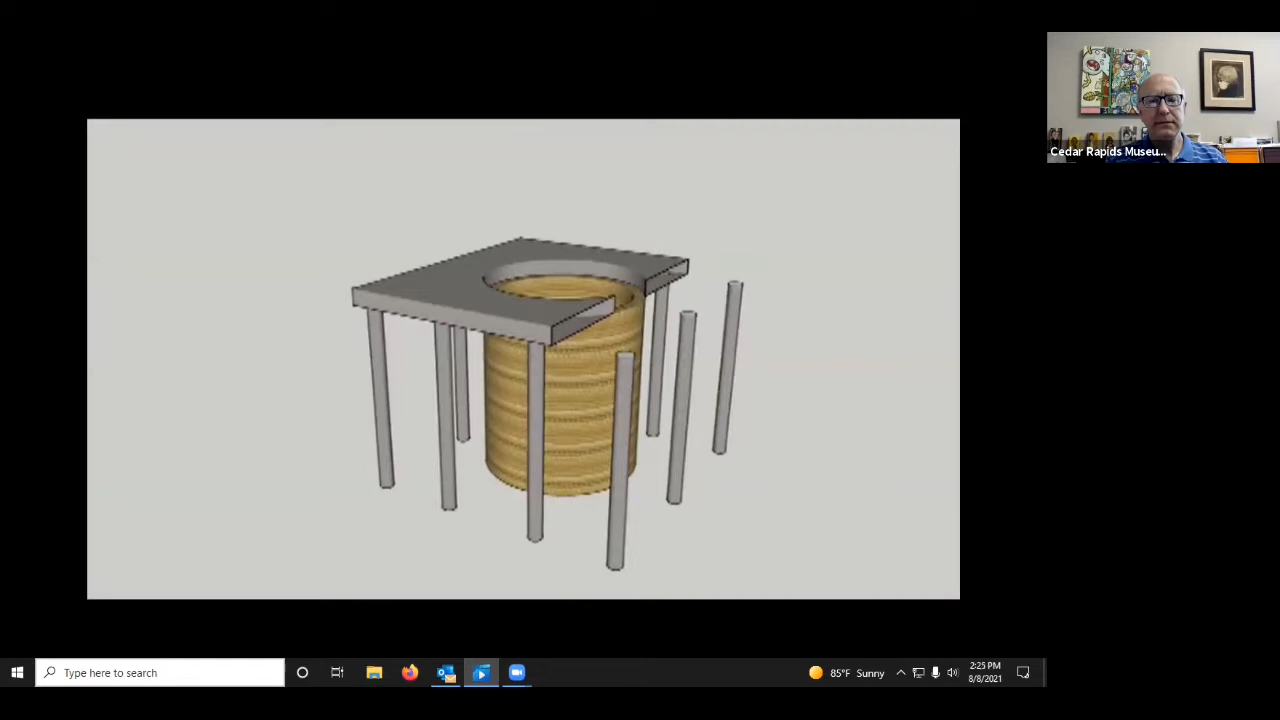 Cedar Rapids Museu...
Type here to search
85°F Sunny
2:25 PM
8/8/2021